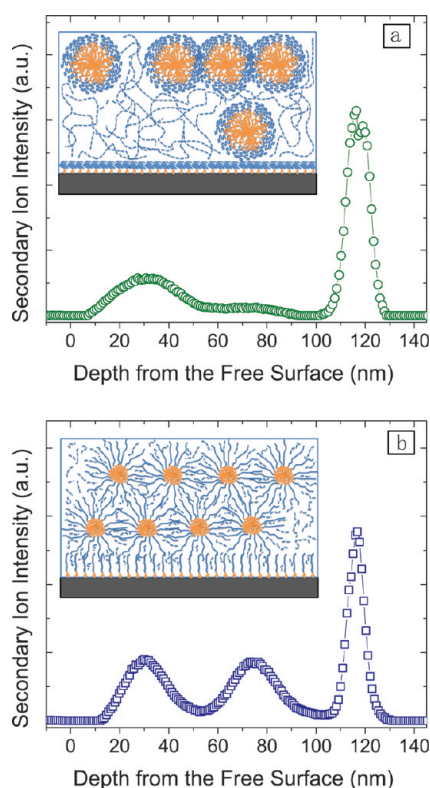 a
Secondary Ion Intensity (a.u.)
0 20 40 60 80 100 120 140
Depth from the Free Surface (nm)
b
Secondary Ion Intensity (a.u.)
0 20 40 60 80 100 120 140
Depth from the Free Surface (nm)